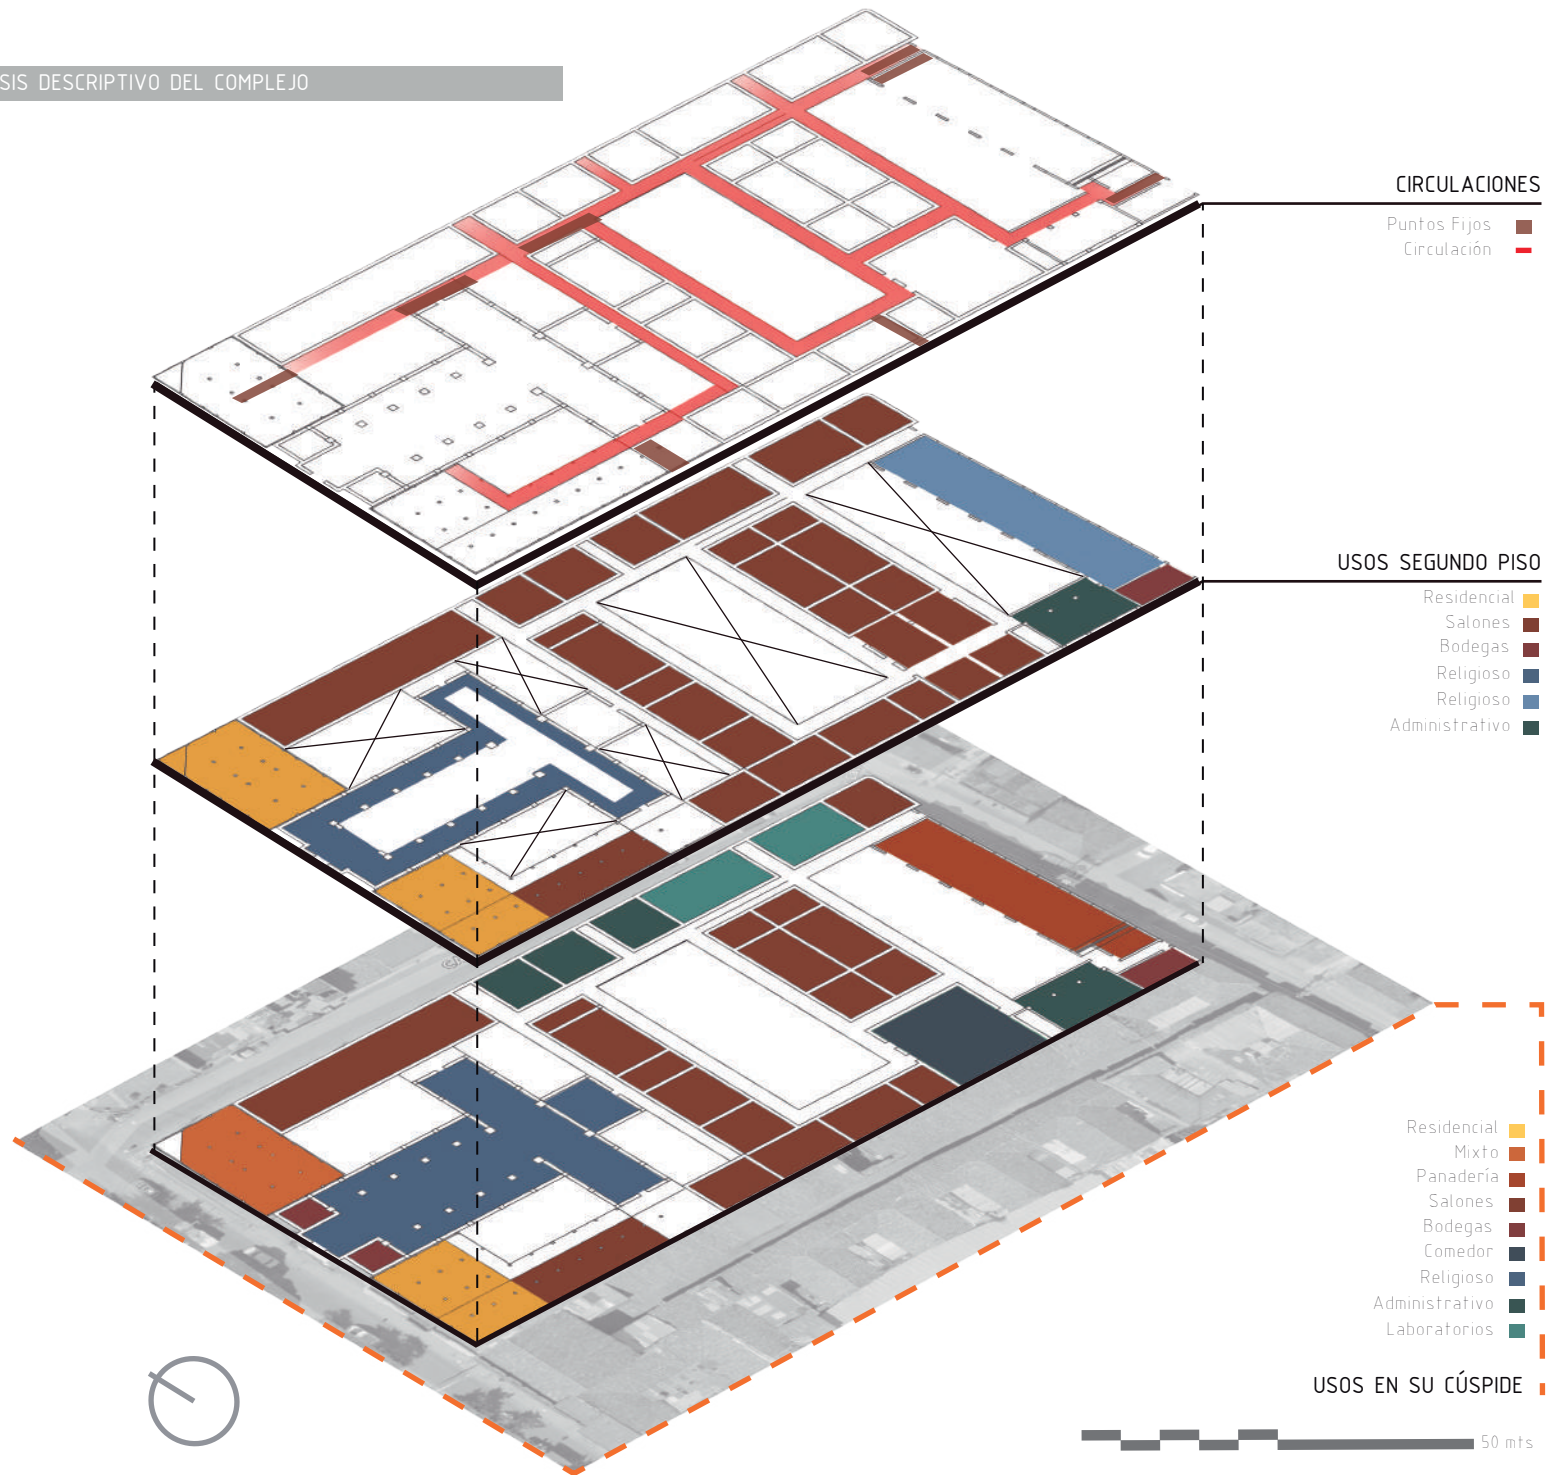 SIS DESCRIPTIVO DEL COMPLEJO
CIRCULACIONES
Puntos Fijos
Circulación
USOS SEGUNDO PISO
Residencial
Salones
Bodegas
Religioso
Religioso
Administrativo
Residencial
Mixto
Panadería
Salones
Bodegas
Comedor
Religioso
Administrativo
Laboratorios
USOS EN SU CÚSPIDE
50 mts